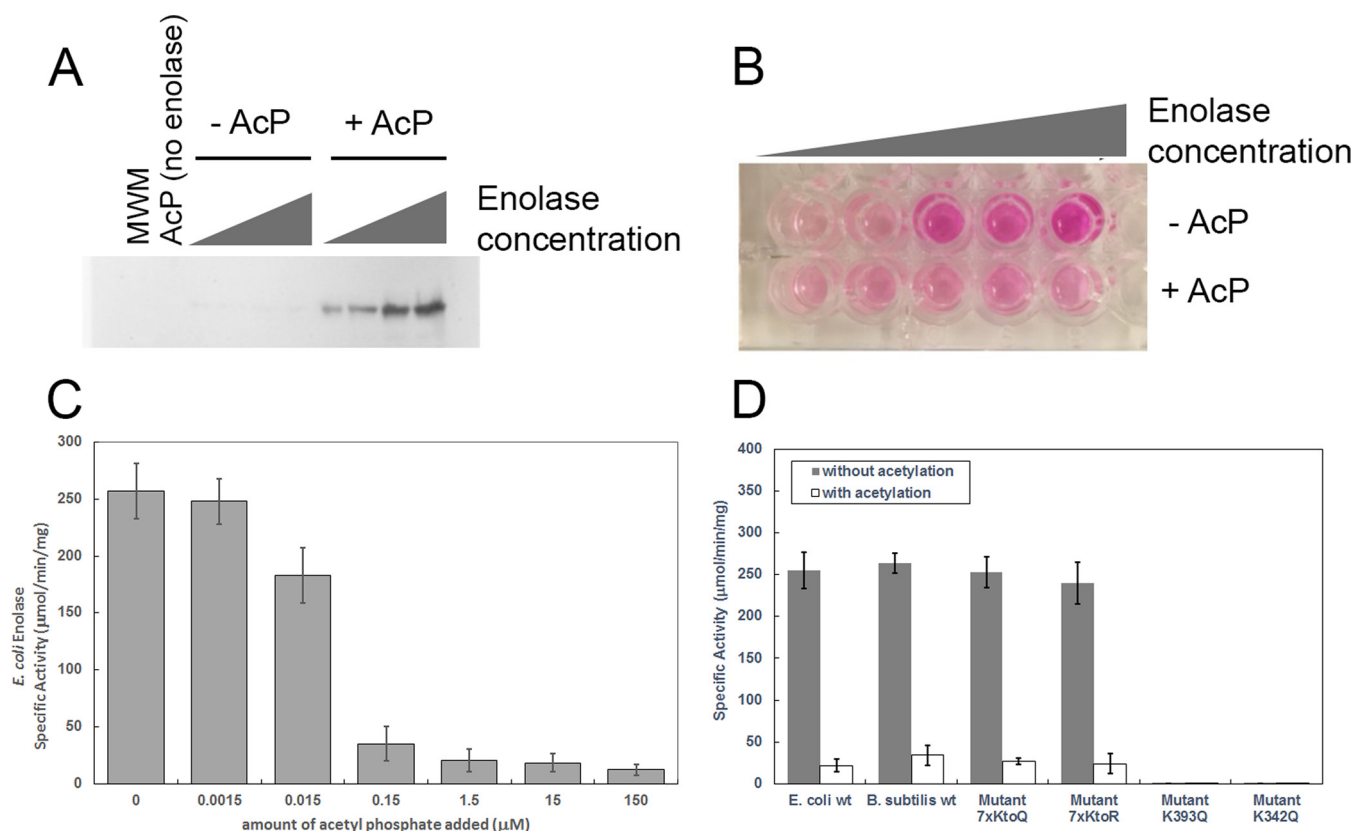 A
MWM
AcP (no enolase)
- AcP
+ AcP
Enolase
concentration
B
Enolase
concentration
- AcP
+ AcP
C
E. coli Enolase
Specific Activity (µmol/min/mg)
300
250
200
150
100
50
0
0 0.0015 0.015 0.15 1.5 15 150
amount of acetyl phosphate added (µM)
D
Specific Activity (µmol/min/mg)
400
350
300
250
200
150
100
50
0
without acetylation
with acetylation
E. coli wt B. subtilis wt Mutant Mutant Mutant Mutant
7xKtoQ 7xKtoR K393Q K342Q